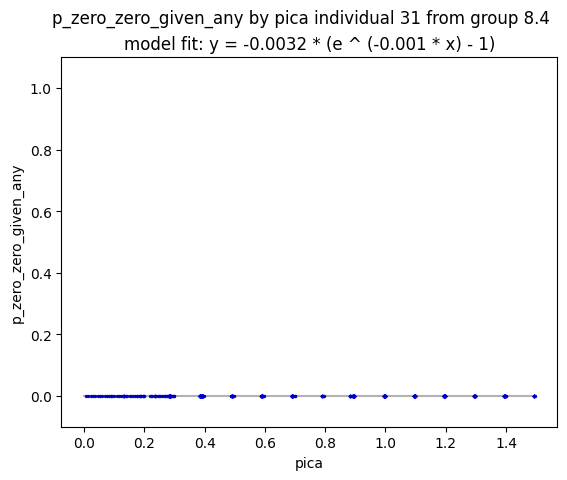 p_zero_zero_given_any by pica individual 31 from group 8.4
model fit: y = -0.0032 * (e ^ (-0.001 * x) - 1)
1.0
0.8
0.6
0.4
0.2
0.0
p_zero_zero_given_any
0.0 0.2 0.4 0.6 0.8 1.0 1.2 1.4
pica